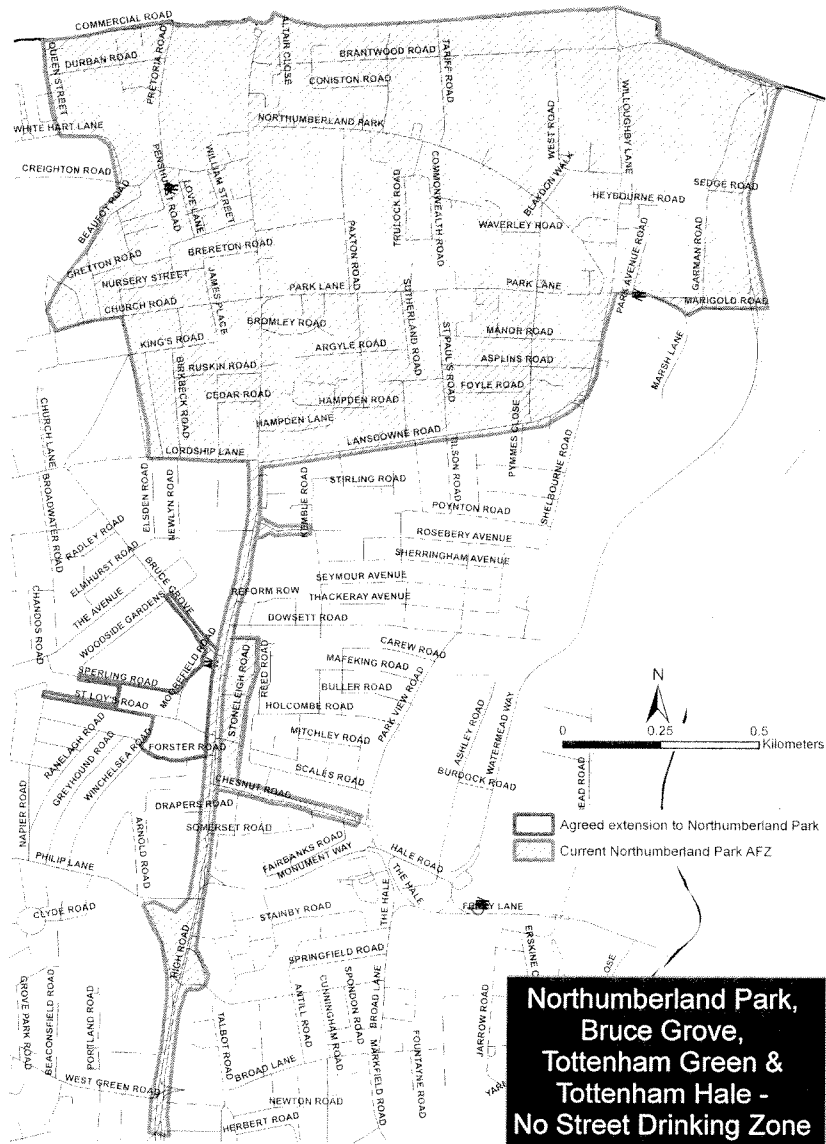 COMMERCIAL ROAD
ALTAIR CLOSE
QUEEN STREET
DURBAN ROAD
PRETORIA ROAD
BRANTWOOD ROAD
TARIFF ROAD
CONISTON ROAD
WHITE HART LANE
NORTHUMBERLAND PARK
WILLOUGHBY LANE
WEST ROAD
CREIGHTON ROAD
PENSHURST ROAD
WILLIAM STREET
LOVE LANE
TRULOCK ROAD
COMMONWEALTH ROAD
BLAYDON WALK
SEDGE ROAD
HEYBOURNE ROAD
BEAUFOY ROAD
WAVERLEY ROAD
PAXTON ROAD
PARK AVENUE ROAD
GARMAN ROAD
BRERETON ROAD
GRETTON ROAD
NURSERY STREET
JAMES PLACE
PARK LANE
PARK LANE
CHURCH ROAD
SUTHERLAND ROAD
MARIGOLD ROAD
BROMLEY ROAD
KING'S ROAD
ST PAUL'S ROAD
MANOR ROAD
ARGYLE ROAD
BIRKBECK ROAD
RUSKIN ROAD
ASPLINS ROAD
MARSH LANE
CEDAR ROAD
FOYLE ROAD
HAMPDEN ROAD
HAMPDEN LANE
CHURCH LANE
LANSDOWNE ROAD
PYMMES CLOSE
LORDSHIP LANE
TILSON ROAD
SHELBOURNE ROAD
BROADWATER ROAD
ELSDEN ROAD
NEWLYN ROAD
KEMBLE ROAD
STIRLING ROAD
POYNTON ROAD
RADLEY ROAD
ROSEBERY AVENUE
SHERRINGHAM AVENUE
ELMHURST ROAD
BRUCE GROVE
SEYMOUR AVENUE
REFORM ROW
THE AVENUE
THACKERAY AVENUE
CHANDOS ROAD
WOODSIDE GARDENS
DOWSETT ROAD
MOOREFIELD ROAD
CAREW ROAD
STONELEIGH ROAD
REED ROAD
MAFEKING ROAD
SPERLING ROAD
BULLER ROAD
PARK VIEW ROAD
ST LOY'S ROAD
HOLCOMBE ROAD
ASHLEY ROAD
WATERMEAD WAY
RANELAGH ROAD
GREYHOUND ROAD
WINCHELSEA ROAD
FORSTER ROAD
MITCHLEY ROAD
SCALES ROAD
BURDOCK ROAD
CHESNUT ROAD
NAPIER ROAD
DRAPERS ROAD
ARNOLD ROAD
SOMERSET ROAD
FAIRBANKS ROAD
MONUMENT WAY
HALE ROAD
PHILIP LANE
THE HALE
THE HALE
CLYDE ROAD
STAINBY ROAD
LANE
HIGH ROAD
SPRINGFIELD ROAD
GROVE PARK ROAD
BEACONSFIELD ROAD
PORTLAND ROAD
TALBOT ROAD
ANTILL ROAD
CUNNINGHAM ROAD
SPONDON ROAD
BROAD LANE
MARKFIELD ROAD
FOUNTAYNE ROAD
JARROW ROAD
BROAD LANE
WEST GREEN ROAD
NEWTON ROAD
HERBERT ROAD
N
0 0.25 0.5
Kilometers
Agreed extension to Northumberland Park
Current Northumberland Park AFZ
Northumberland Park,
Bruce Grove,
Tottenham Green &
Tottenham Hale -
No Street Drinking Zone